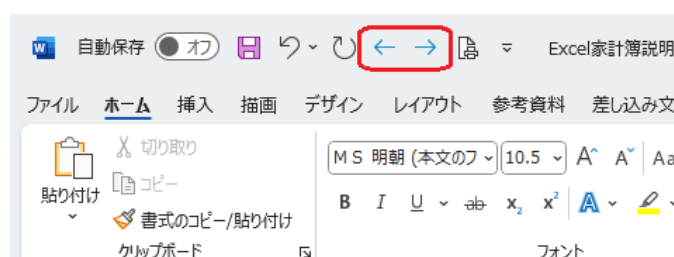 自動保存 オフ Excel家計簿説明
ファイル ホーム 挿入 描画 デザイン レイアウト 参考資料 差し込み文
貼り付け
切り取り
コピー
書式のコピー/貼り付け
クリップボード
ＭＳ 明朝 (本文のフ 10.5 A A Aa
B I U ab x₂ x² A
フォント